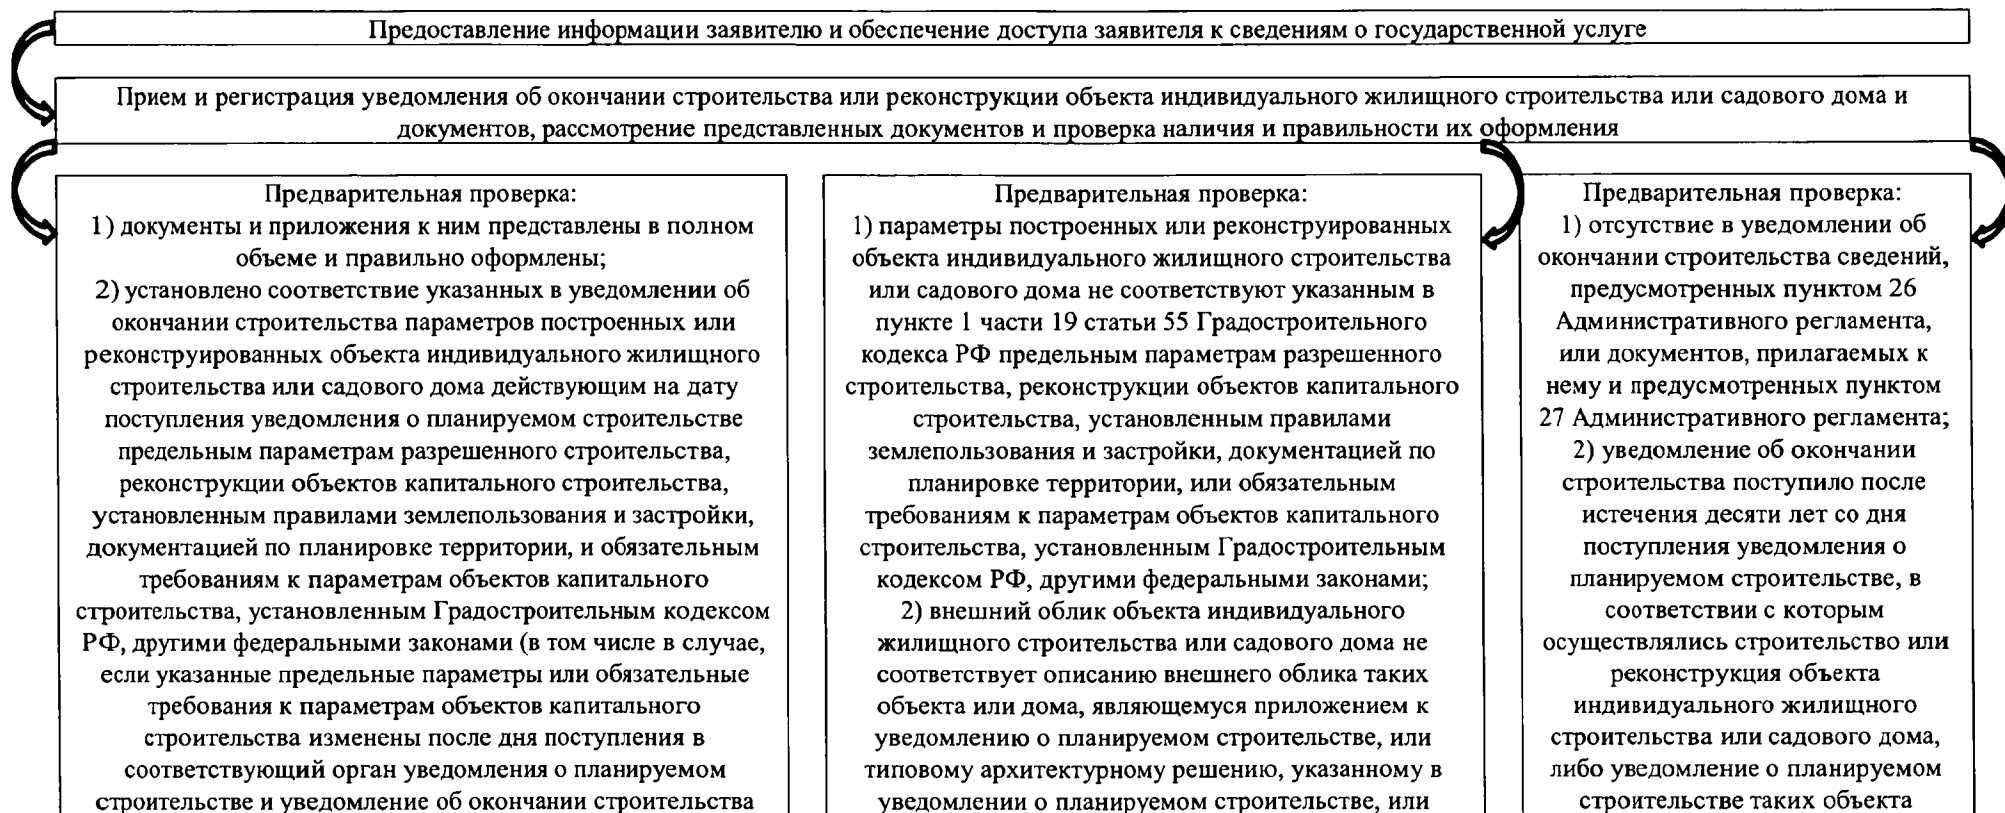 Предоставление информации заявителю и обеспечение доступа заявителя к сведениям о государственной услуге
Прием и регистрация уведомления об окончании строительства или реконструкции объекта индивидуального жилищного строительства или садового дома и
документов, рассмотрение представленных документов и проверка наличия и правильности их оформления
Предварительная проверка:
1) документы и приложения к ним представлены в полном
объеме и правильно оформлены;
2) установлено соответствие указанных в уведомлении об
окончании строительства параметров построенных или
реконструированных объекта индивидуального жилищного
строительства или садового дома действующим на дату
поступления уведомления о планируемом строительстве
предельным параметрам разрешенного строительства,
реконструкции объектов капитального строительства,
установленным правилами землепользования и застройки,
документацией по планировке территории, и обязательным
требованиям к параметрам объектов капитального
строительства, установленным Градостроительным кодексом
РФ, другими федеральными законами (в том числе в случае,
если указанные предельные параметры или обязательные
требования к параметрам объектов капитального
строительства изменены после дня поступления в
соответствующий орган уведомления о планируемом
строительстве и уведомление об окончании строительства
Предварительная проверка:
1) параметры построенных или реконструированных
объекта индивидуального жилищного строительства
или садового дома не соответствуют указанным в
пункте 1 части 19 статьи 55 Градостроительного
кодекса РФ предельным параметрам разрешенного
строительства, реконструкции объектов капитального
строительства, установленным правилами
землепользования и застройки, документацией по
планировке территории, или обязательным
требованиям к параметрам объектов капитального
строительства, установленным Градостроительным
кодексом РФ, другими федеральными законами;
2) внешний облик объекта индивидуального
жилищного строительства или садового дома не
соответствует описанию внешнего облика таких
объекта или дома, являющемуся приложением к
уведомлению о планируемом строительстве, или
типовому архитектурному решению, указанному в
уведомлении о планируемом строительстве, или
Предварительная проверка:
1) отсутствие в уведомлении об
окончании строительства сведений,
предусмотренных пунктом 26
Административного регламента,
или документов, прилагаемых к
нему и предусмотренных пунктом
27 Административного регламента;
2) уведомление об окончании
строительства поступило после
истечения десяти лет со дня
поступления уведомления о
планируемом строительстве, в
соответствии с которым
осуществлялись строительство или
реконструкция объекта
индивидуального жилищного
строительства или садового дома,
либо уведомление о планируемом
строительстве таких объекта